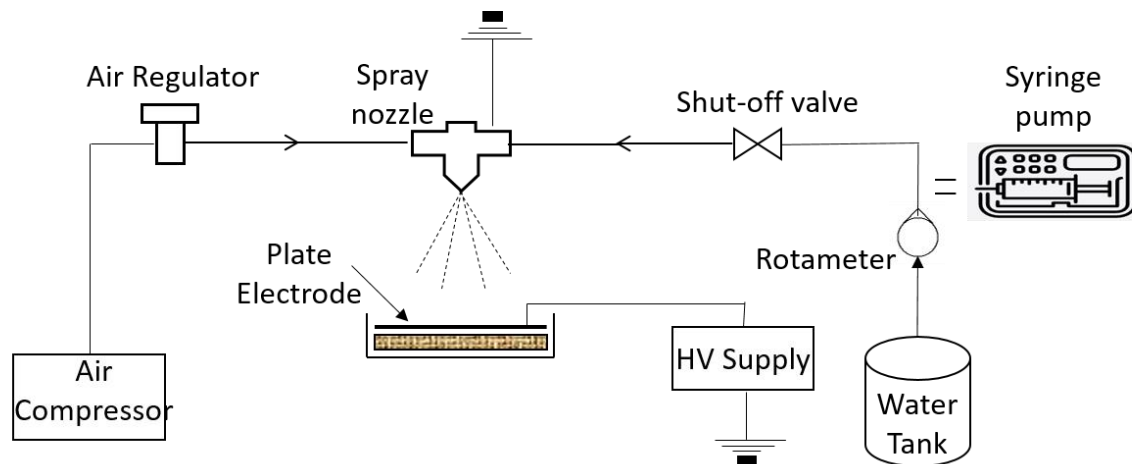 Air Regulator
Spray
nozzle
Shut-off valve
Syringe
pump
Plate
Electrode
Rotameter
HV Supply
Air
Compressor
Water
Tank